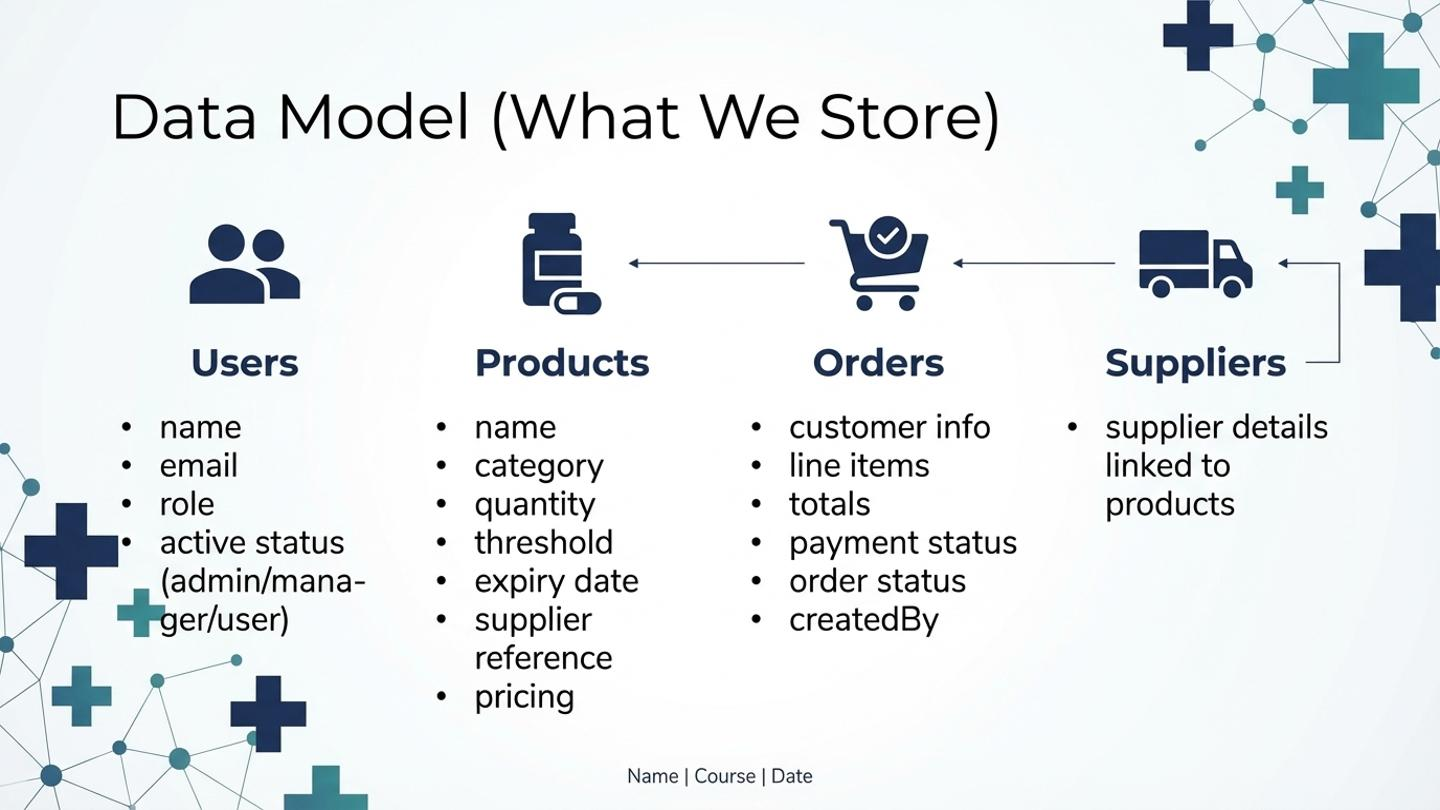 Data Model (What We Store)
Users
• name
• email
• role
• active status
(admin/mana-
ger/user)
Products
• name
• category
• quantity
• threshold
• expiry date
• supplier
reference
• pricing
Orders
• customer info
• line items
• totals
• payment status
• order status
• createdBy
Suppliers
• supplier details
linked to
products
Name | Course | Date